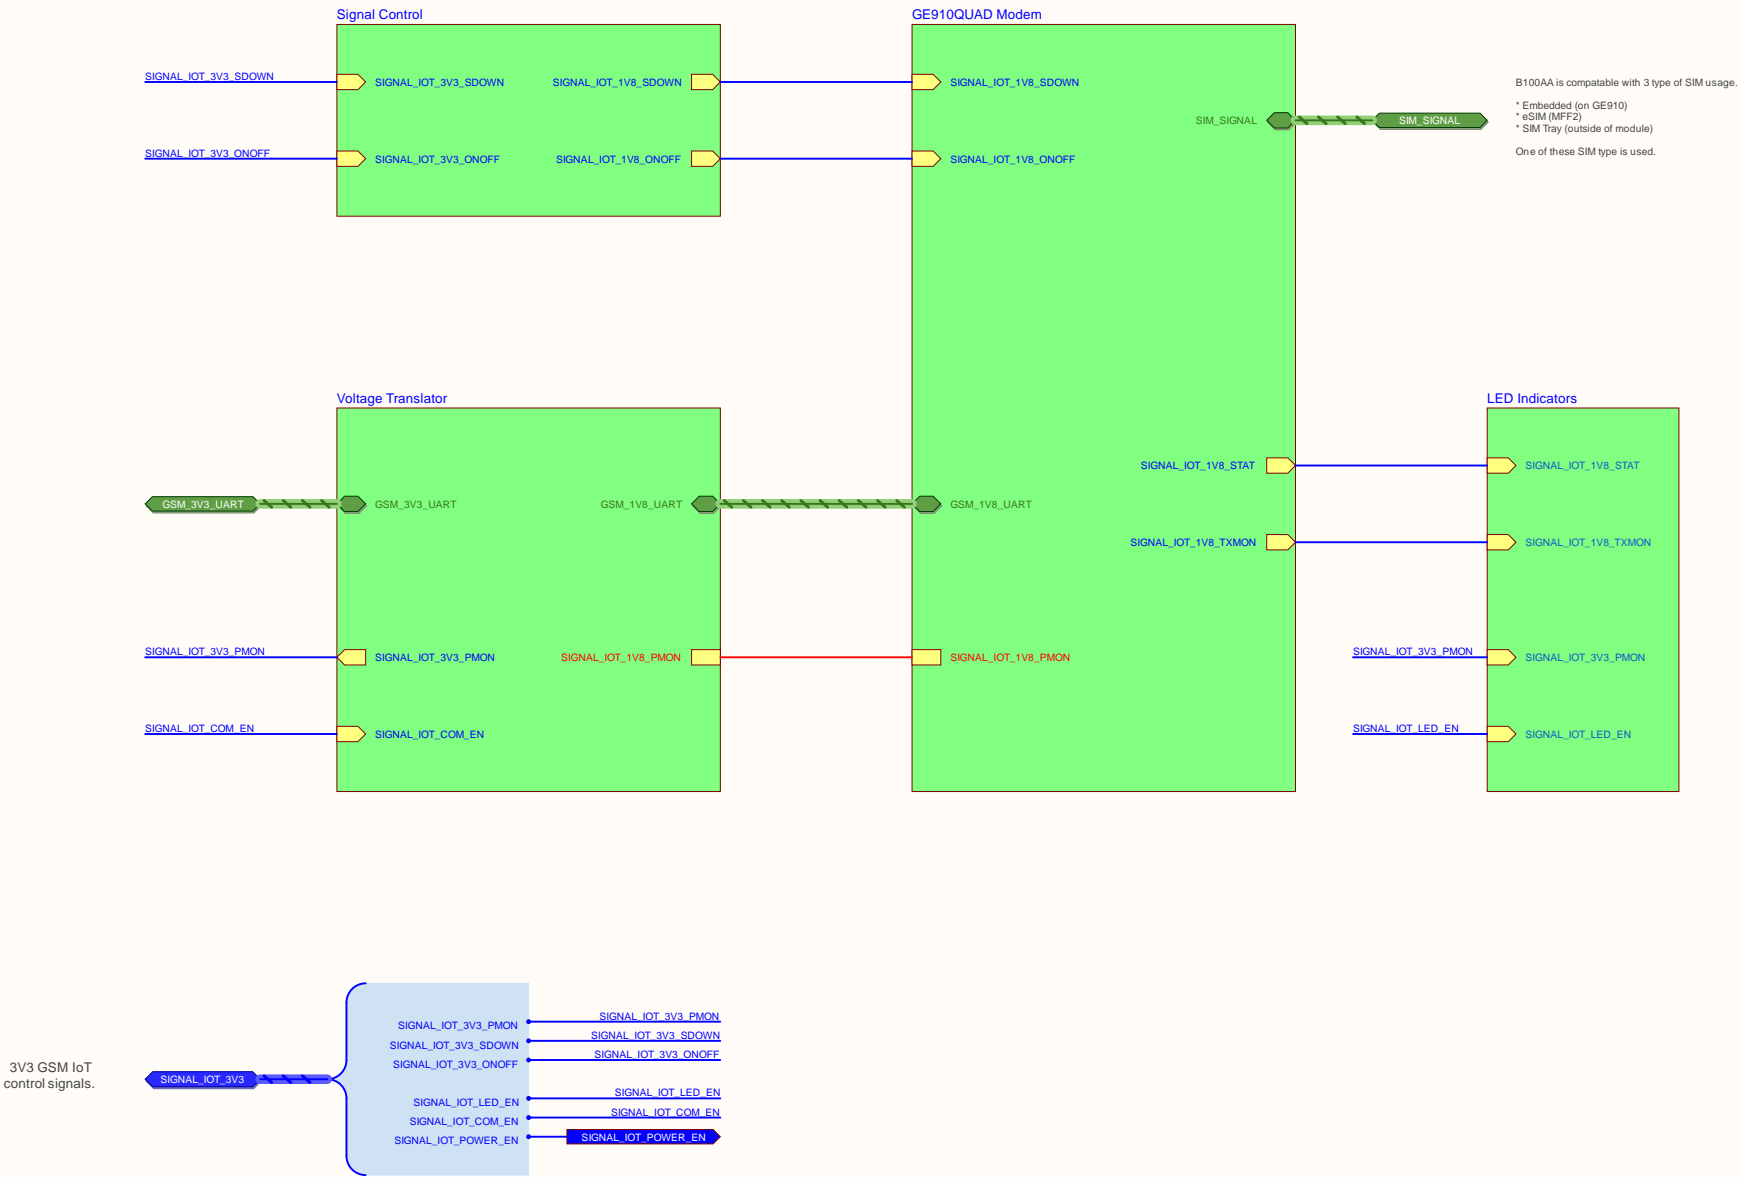 Signal Control
SIGNAL_IOT_3V3_SDOWN
SIGNAL_IOT_3V3_SDOWN
SIGNAL_IOT_1V8_SDOWN
SIGNAL_IOT_3V3_ONOFF
SIGNAL_IOT_3V3_ONOFF
SIGNAL_IOT_1V8_ONOFF
GE910QUAD Modem
SIGNAL_IOT_1V8_SDOWN
SIM_SIGNAL
SIM_SIGNAL
SIGNAL_IOT_1V8_ONOFF
B100AA is compatable with 3 type of SIM usage.
* Embedded (on GE910)
* eSIM (MFF2)
* SIM Tray (outside of module)
One of these SIM type is used.
Voltage Translator
GSM_3V3_UART
GSM_3V3_UART
GSM_1V8_UART
SIGNAL_IOT_3V3_PMON
SIGNAL_IOT_3V3_PMON
SIGNAL_IOT_1V8_PMON
SIGNAL_IOT_COM_EN
SIGNAL_IOT_COM_EN
SIGNAL_IOT_1V8_STAT
GSM_1V8_UART
SIGNAL_IOT_1V8_TXMON
SIGNAL_IOT_1V8_PMON
LED Indicators
SIGNAL_IOT_1V8_STAT
SIGNAL_IOT_1V8_TXMON
SIGNAL_IOT_3V3_PMON
SIGNAL_IOT_3V3_PMON
SIGNAL_IOT_LED_EN
SIGNAL_IOT_LED_EN
3V3 GSM IoT
control signals.
SIGNAL_IOT_3V3
SIGNAL_IOT_3V3_PMON
SIGNAL_IOT_3V3_PMON
SIGNAL_IOT_3V3_SDOWN
SIGNAL_IOT_3V3_SDOWN
SIGNAL_IOT_3V3_ONOFF
SIGNAL_IOT_3V3_ONOFF
SIGNAL_IOT_LED_EN
SIGNAL_IOT_LED_EN
SIGNAL_IOT_COM_EN
SIGNAL_IOT_COM_EN
SIGNAL_IOT_POWER_EN
SIGNAL_IOT_POWER_EN